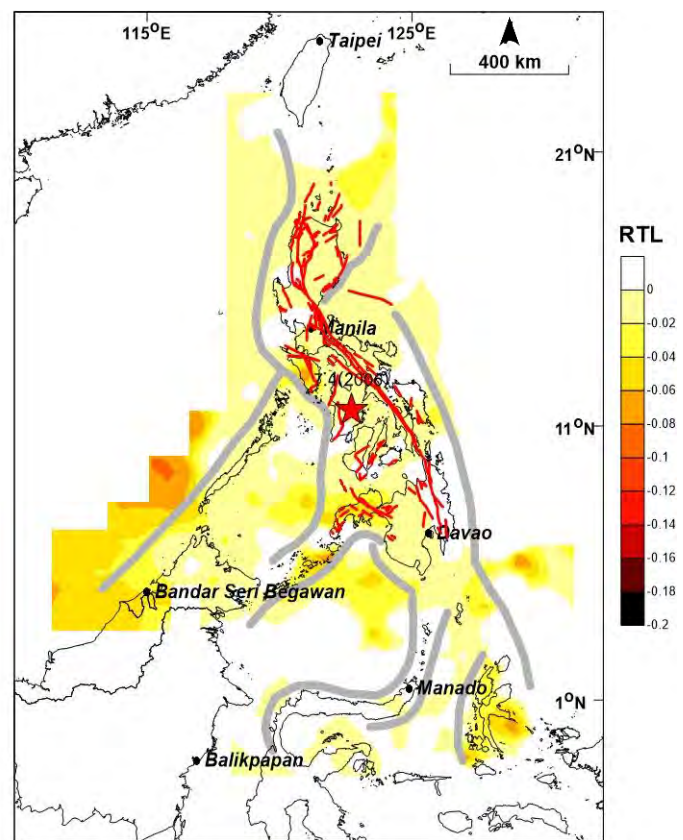 115°E
125°E
Taipei
400 km
21°N
RTL
0
-0.02
-0.04
-0.06
-0.08
-0.1
-0.12
-0.14
-0.16
-0.18
-0.2
Manila
7.4(2006)
11°N
Davao
Bandar Seri Begawan
Manado
1°N
Balikpapan